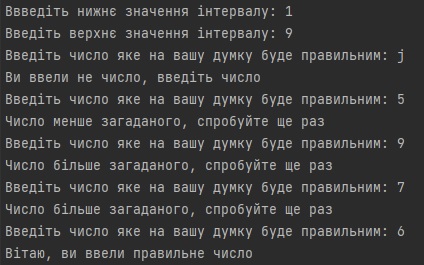 Ввведіть нижнє значення інтервалу: 1
Введіть верхнє значення інтервалу: 9
Введіть число яке на вашу думку буде правильним: j
Ви ввели не число, введіть число
Введіть число яке на вашу думку буде правильним: 5
Число менше загаданого, спробуйте ще раз
Введіть число яке на вашу думку буде правильним: 9
Число більше загаданого, спробуйте ще раз
Введіть число яке на вашу думку буде правильним: 7
Число більше загаданого, спробуйте ще раз
Введіть число яке на вашу думку буде правильним: 6
Вітаю, ви ввели правильне число